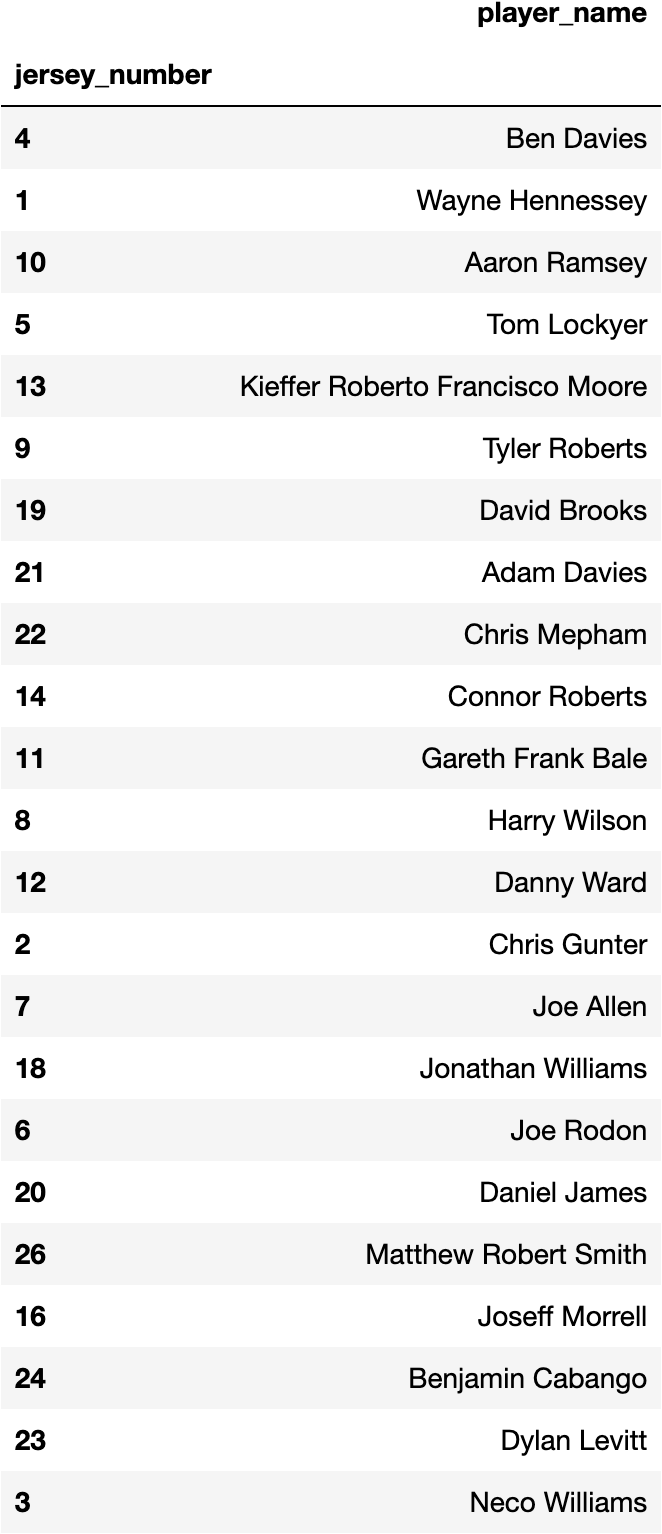 player_name
jersey_number
4 Ben Davies
1 Wayne Hennessey
10 Aaron Ramsey
5 Tom Lockyer
13 Kieffer Roberto Francisco Moore
9 Tyler Roberts
19 David Brooks
21 Adam Davies
22 Chris Mepham
14 Connor Roberts
11 Gareth Frank Bale
8 Harry Wilson
12 Danny Ward
2 Chris Gunter
7 Joe Allen
18 Jonathan Williams
6 Joe Rodon
20 Daniel James
26 Matthew Robert Smith
16 Joseff Morrell
24 Benjamin Cabango
23 Dylan Levitt
3 Neco Williams